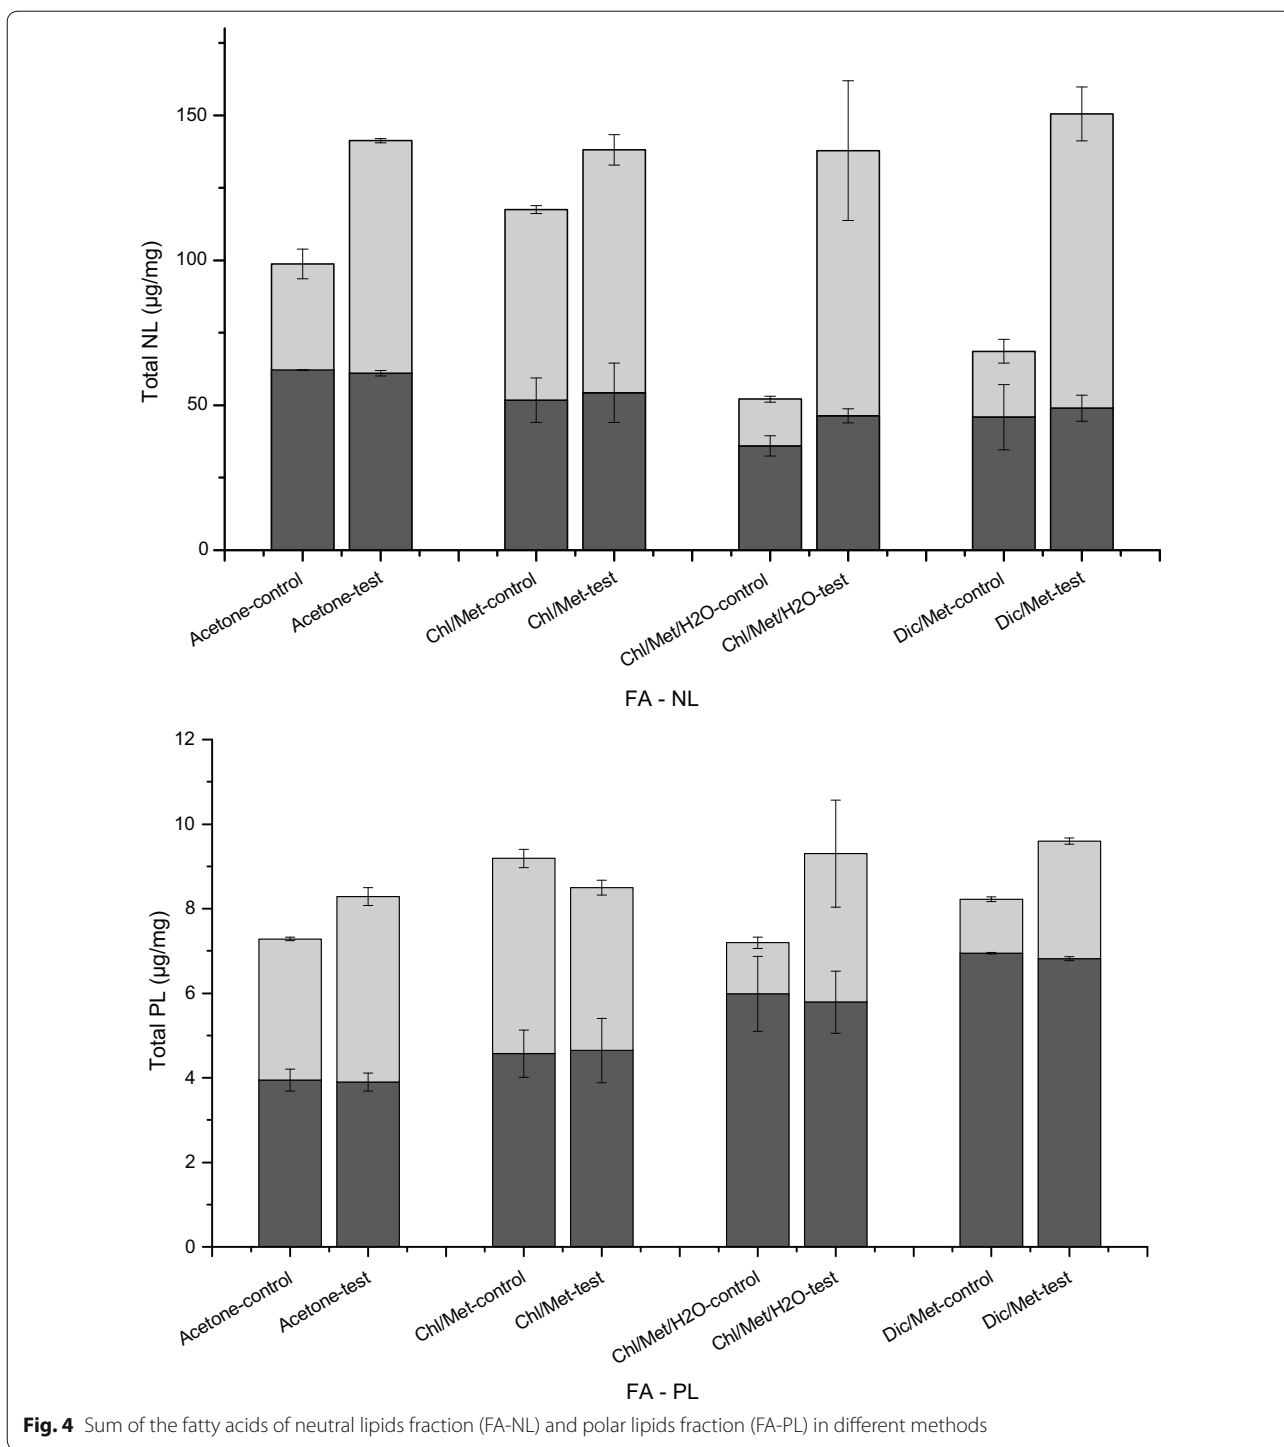 150
100
50
0
Total NL (µg/mg)
Acetone-control
Acetone-test
Chl/Met-control
Chl/Met-test
Chl/Met/H2O-control
Chl/Met/H2O-test
Dic/Met-control
Dic/Met-test
FA - NL
12
10
8
6
4
2
0
Total PL (µg/mg)
Acetone-control
Acetone-test
Chl/Met-control
Chl/Met-test
Chl/Met/H2O-control
Chl/Met/H2O-test
Dic/Met-control
Dic/Met-test
FA - PL
Fig. 4 Sum of the fatty acids of neutral lipids fraction (FA-NL) and polar lipids fraction (FA-PL) in different methods